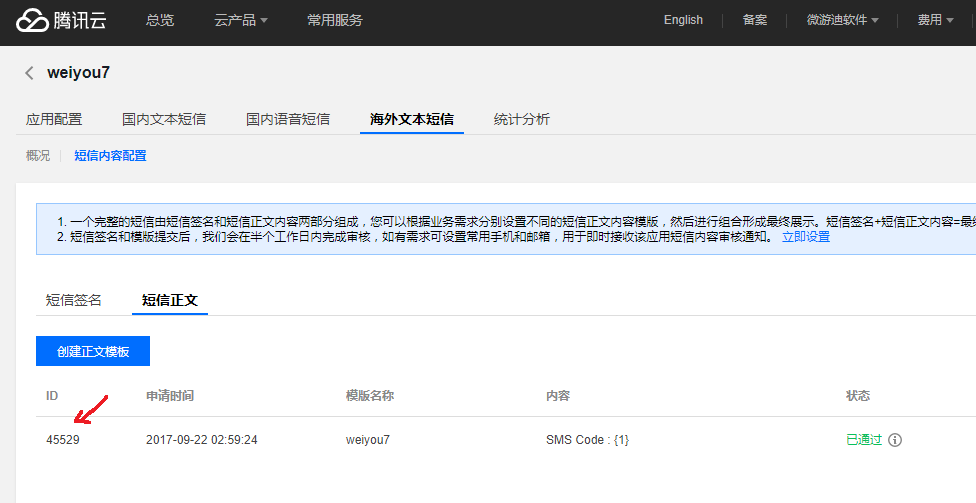 腾讯云 总览 云产品 常用服务 English 备案 微游迪软件 费用
weiyou7
应用配置 国内文本短信 国内语音短信 海外文本短信 统计分析
概况 短信内容配置
1. 一个完整的短信由短信签名和短信正文内容两部分组成，您可以根据业务需求分别设置不同的短信正文内容模版，然后进行组合形成最终展示。短信签名+短信正文内容=最终
2. 短信签名和模版提交后，我们会在半个工作日内完成审核，如有需求可设置常用手机和邮箱，用于即时接收该应用短信内容审核通知。 立即设置
短信签名 短信正文
创建正文模板
ID 申请时间 模版名称 内容 状态
45529 2017-09-22 02:59:24 weiyou7 SMS Code : {1} 已通过